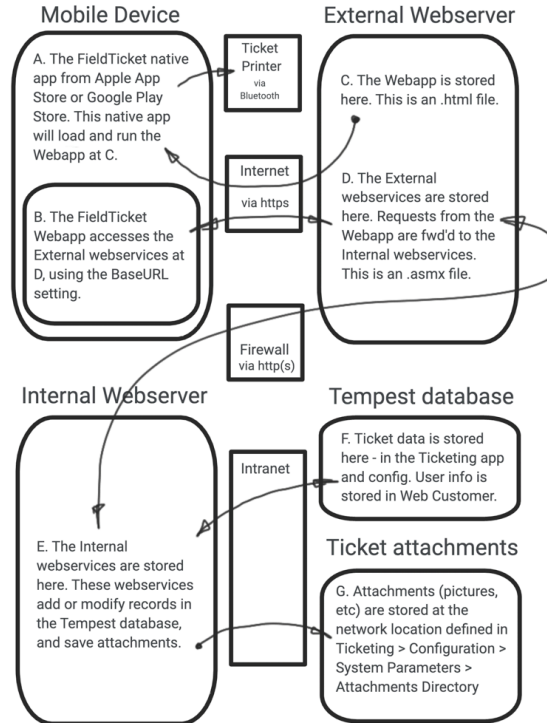 Mobile Device
A. The FieldTicket native
app from Apple App
Store or Google Play
Store. This native app
will load and run the
Webapp at C.
B. The FieldTicket
Webapp accesses the
External webservices at
D, using the BaseURL
setting.
Ticket
Printer
via
Bluetooth
Internet
via https
Firewall
via http(s)
External Webserver
C. The Webapp is stored
here. This is an .html file.
D. The External
webservices are stored
here. Requests from the
Webapp are fwd'd to the
Internal webservices.
This is an .asmx file.
Internal Webserver
E. The Internal
webservices are stored
here. These webservices
add or modify records in
the Tempest database,
and save attachments.
Intranet
Tempest database
F. Ticket data is stored
here - in the Ticketing app
and config. User info is
stored in Web Customer.
Ticket attachments
G. Attachments (pictures,
etc) are stored at the
network location defined in
Ticketing > Configuration >
System Parameters >
Attachments Directory